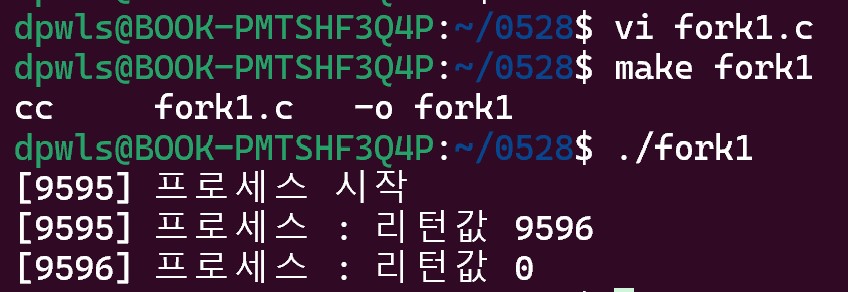 dpwls@BOOK-PMTSHF3Q4P:~/0528$ vi fork1.c
dpwls@BOOK-PMTSHF3Q4P:~/0528$ make fork1
cc     fork1.c   -o fork1
dpwls@BOOK-PMTSHF3Q4P:~/0528$ ./fork1
[9595] 프로세스 시작
[9595] 프로세스 : 리턴값 9596
[9596] 프로세스 : 리턴값 0